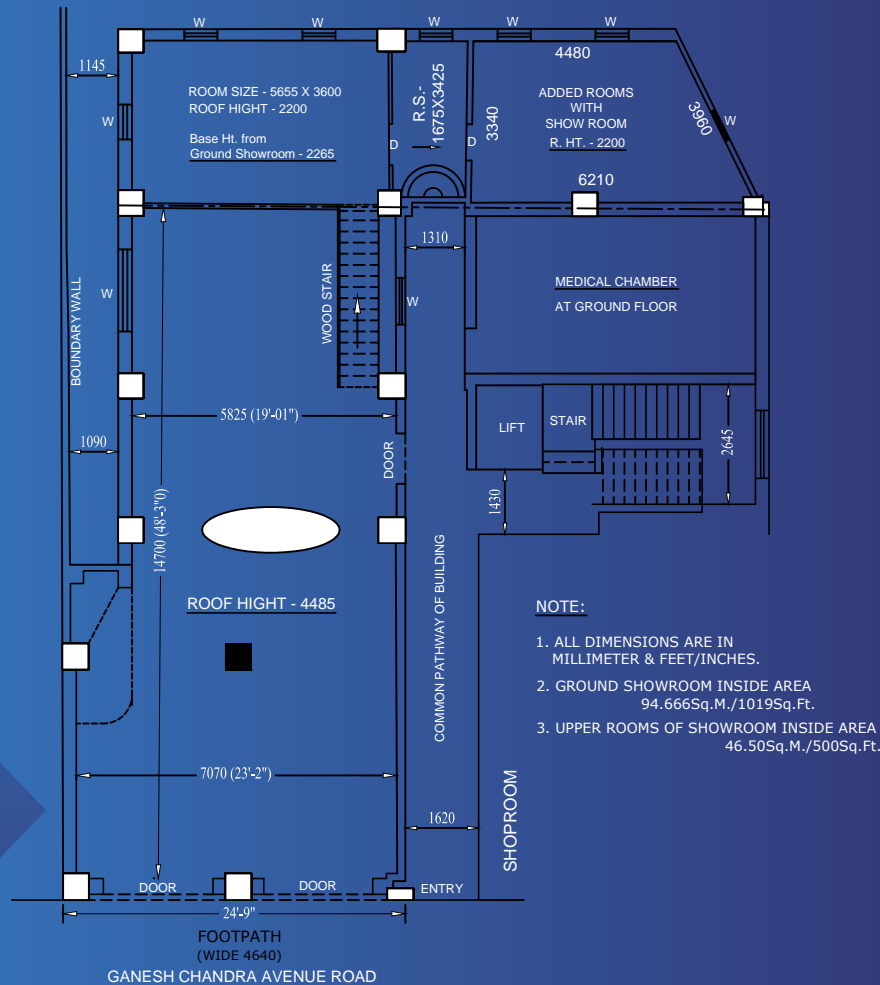 W
W
W
W
W
1145
ROOM SIZE - 5655 X 3600
ROOF HIGHT - 2200
Base Ht. from
Ground Showroom - 2265
W
D
R.S.-
1675X3425
3340
D
4480
ADDED ROOMS
WITH
SHOW ROOM
R. HT. - 2200
3960
W
6210
BOUNDARY WALL
W
WOOD STAIR
W
1310
MEDICAL CHAMBER
AT GROUND FLOOR
5825 (19'-01")
1090
DOOR
LIFT
STAIR
2645
1430
14700 (48'-3"0)
ROOF HIGHT - 4485
COMMON PATHWAY OF BUILDING
NOTE:
1. ALL DIMENSIONS ARE IN
MILLIMETER & FEET/INCHES.
2. GROUND SHOWROOM INSIDE AREA
94.666Sq.M./1019Sq.Ft.
3. UPPER ROOMS OF SHOWROOM INSIDE AREA
46.50Sq.M./500Sq.Ft.
7070 (23'-2")
1620
SHOPROOM
DOOR
DOOR
ENTRY
24'-9"
FOOTPATH
(WIDE 4640)
GANESH CHANDRA AVENUE ROAD